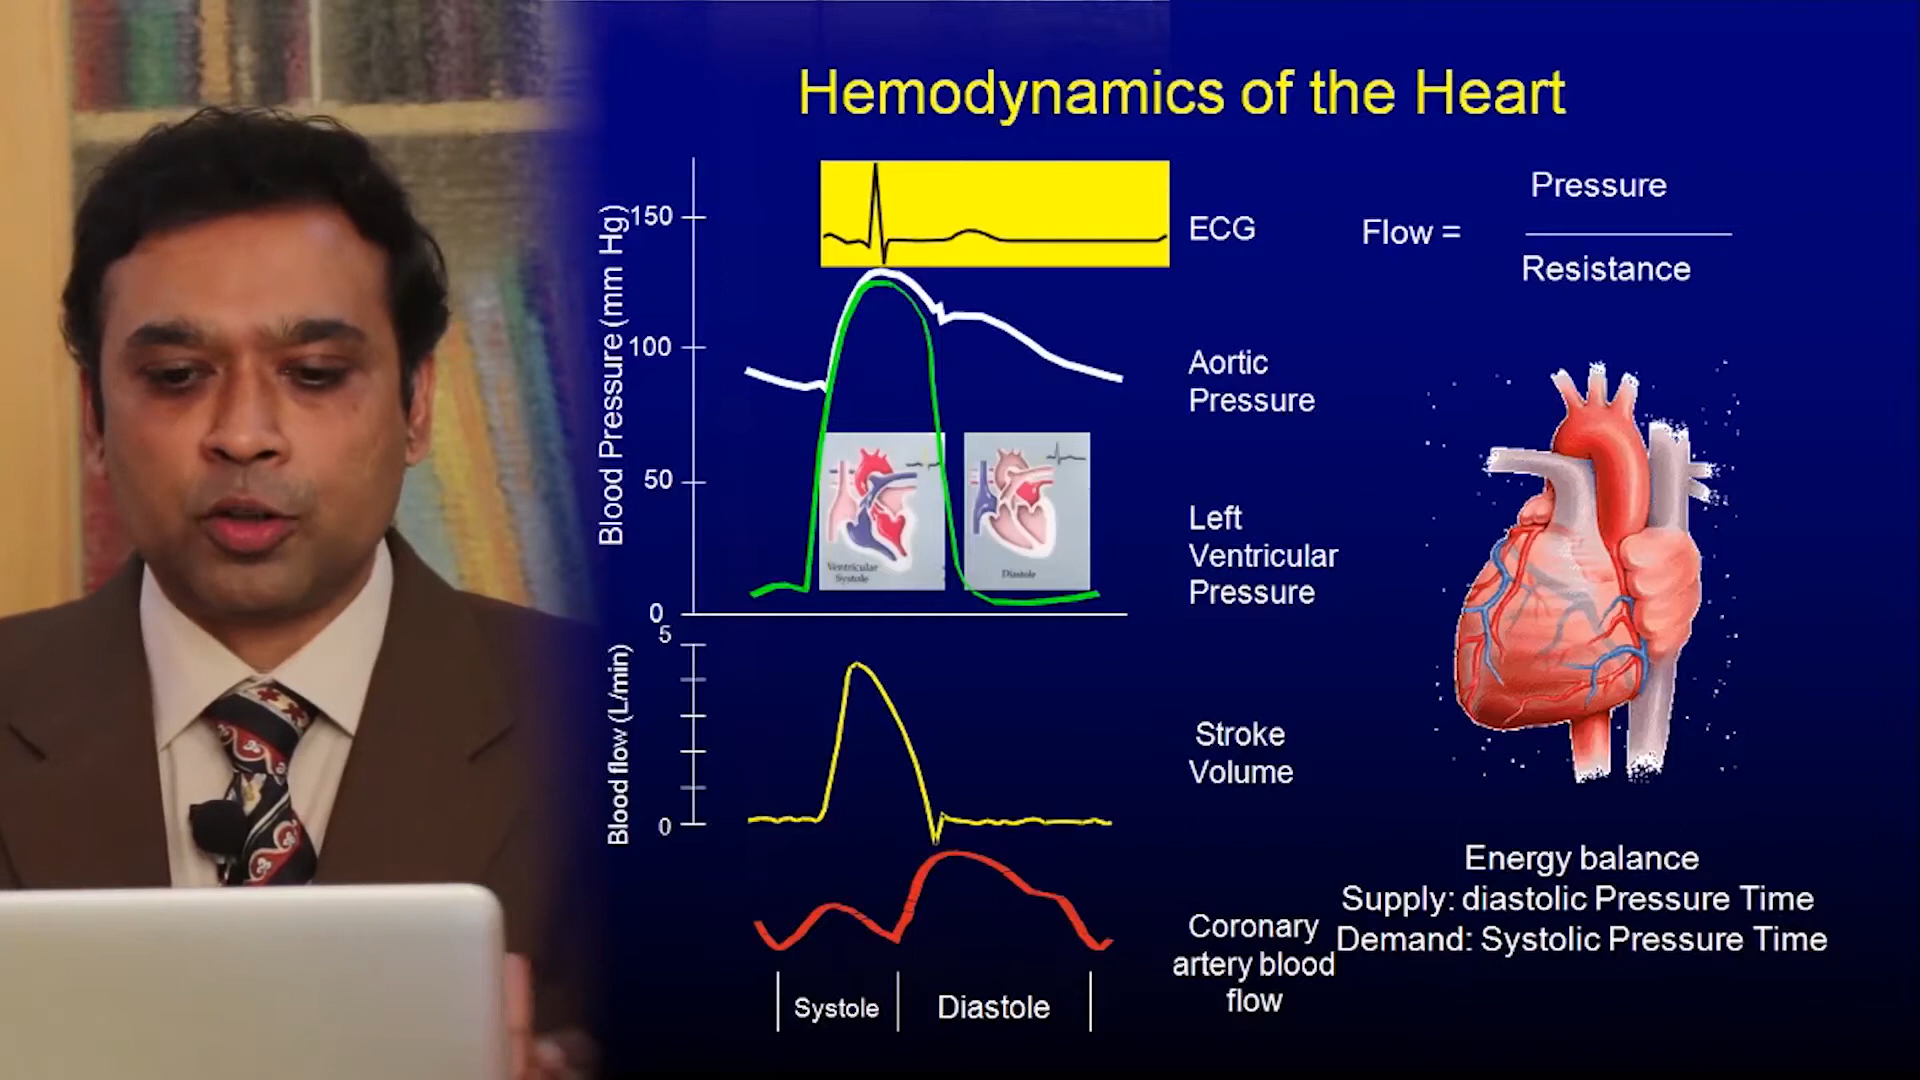 Hemodynamics of the Heart
Blood Pressure (mm Hg)
150
100
50
0
ECG
Aortic
Pressure
Left
Ventricular
Pressure
Ventricular
Systole
Diastole
Flow =
Pressure
Resistance
Blood flow (L/min)
5
0
Stroke
Volume
Coronary
artery blood
flow
Systole
Diastole
Energy balance
Supply: diastolic Pressure Time
Demand: Systolic Pressure Time